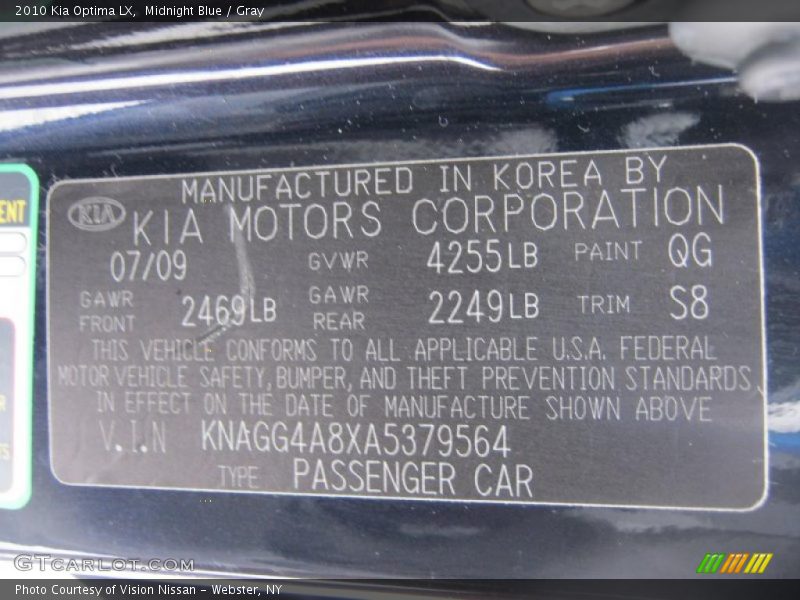 2010 Kia Optima LX, Midnight Blue / Gray
MANUFACTURED IN KOREA BY
KIA KIA MOTORS CORPORATION
07/09 GVWR 4255LB PAINT QG
GAWR FRONT 2469LB GAWR REAR 2249LB TRIM S8
THIS VEHICLE CONFORMS TO ALL APPLICABLE U.S.A. FEDERAL
MOTOR VEHICLE SAFETY, BUMPER, AND THEFT PREVENTION STANDARDS
IN EFFECT ON THE DATE OF MANUFACTURE SHOWN ABOVE
V.I.N KNAGG4A8XA5379564
TYPE PASSENGER CAR
GTCARLOT.COM
Photo Courtesy of Vision Nissan - Webster, NY